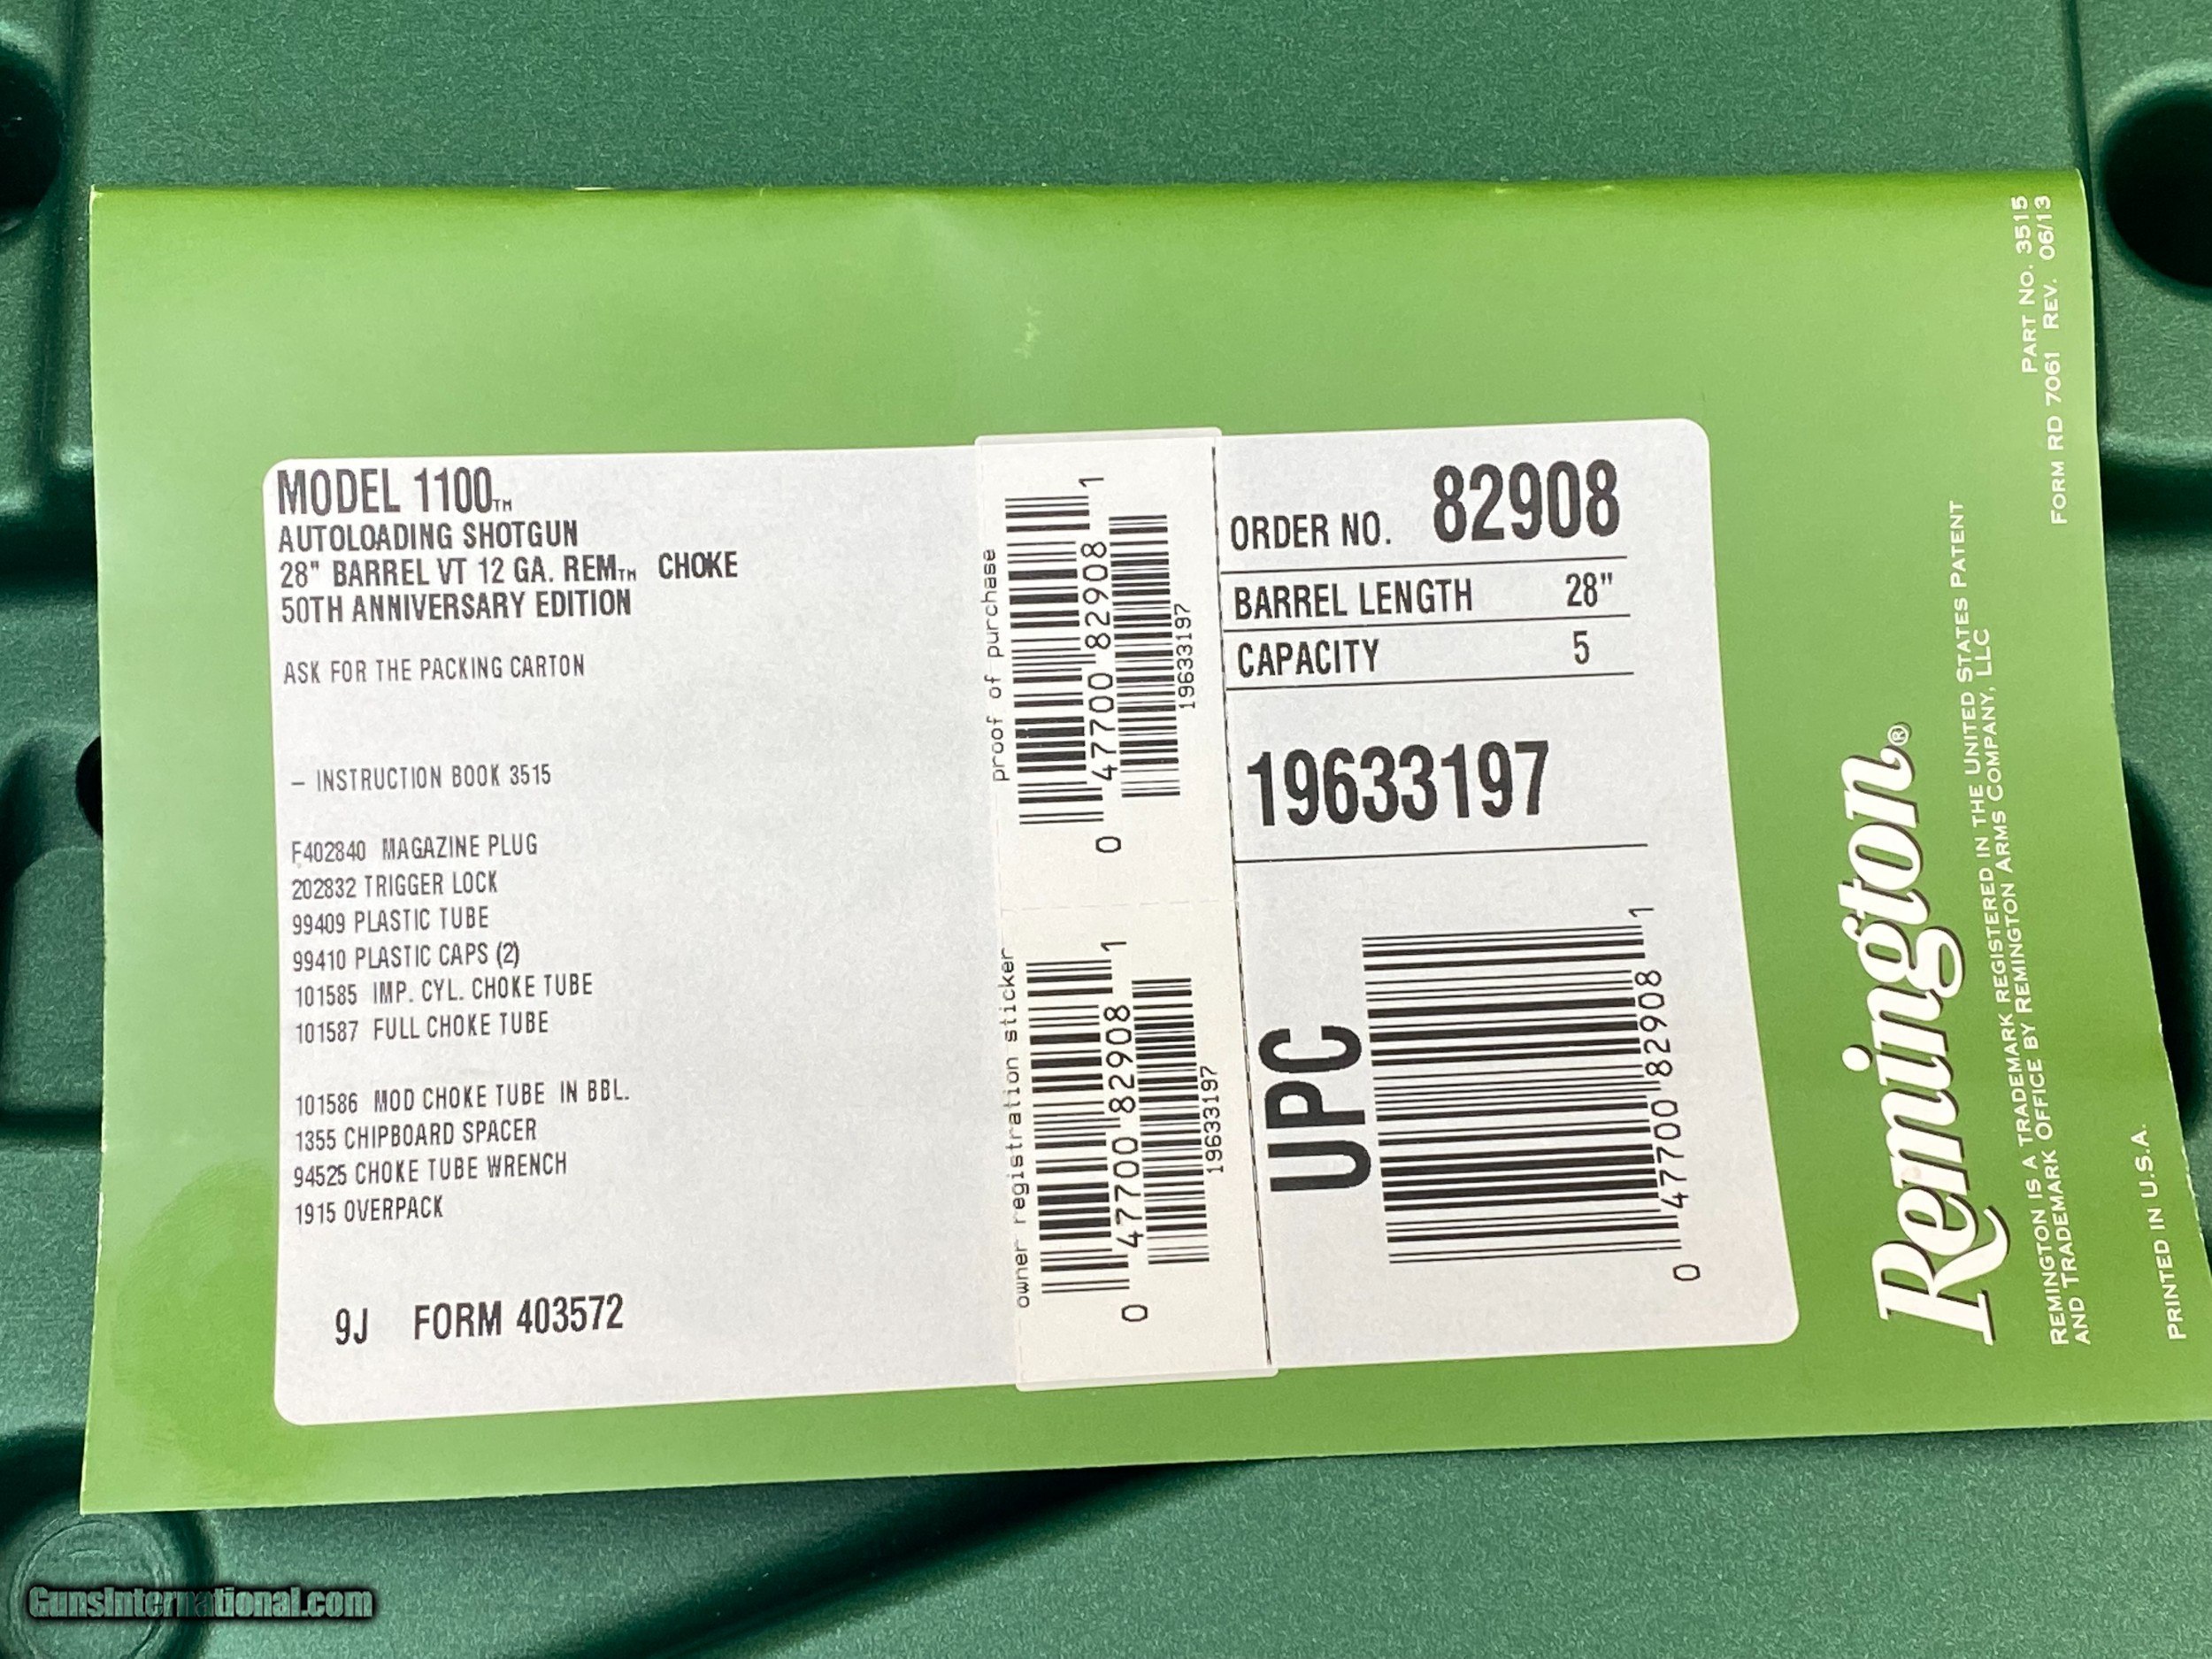 MODEL 1100™
AUTOLOADING SHOTGUN
28" BARREL VT 12 GA. REM™ CHOKE
50TH ANNIVERSARY EDITION
ASK FOR THE PACKING CARTON
– INSTRUCTION BOOK 3515
F402840 MAGAZINE PLUG
202832 TRIGGER LOCK
99409 PLASTIC TUBE
99410 PLASTIC CAPS (2)
101585 IMP. CYL. CHOKE TUBE
101587 FULL CHOKE TUBE
101586 MOD CHOKE TUBE IN BBL.
1355 CHIPBOARD SPACER
94525 CHOKE TUBE WRENCH
1915 OVERPACK
9J FORM 403572
proof of purchase
0 47700 82908 1
19633197
owner registration sticker
0 47700 82908 1
19633197
ORDER NO. 82908
BARREL LENGTH 28"
CAPACITY 5
19633197
UPC
0 47700 82908 1
Remington®
REMINGTON IS A TRADEMARK REGISTERED IN THE UNITED STATES PATENT
AND TRADEMARK OFFICE BY REMINGTON ARMS COMPANY, LLC
PRINTED IN U.S.A.
PART NO. 3515
FORM RD 7061 REV. 06/13
GunsInternational.com